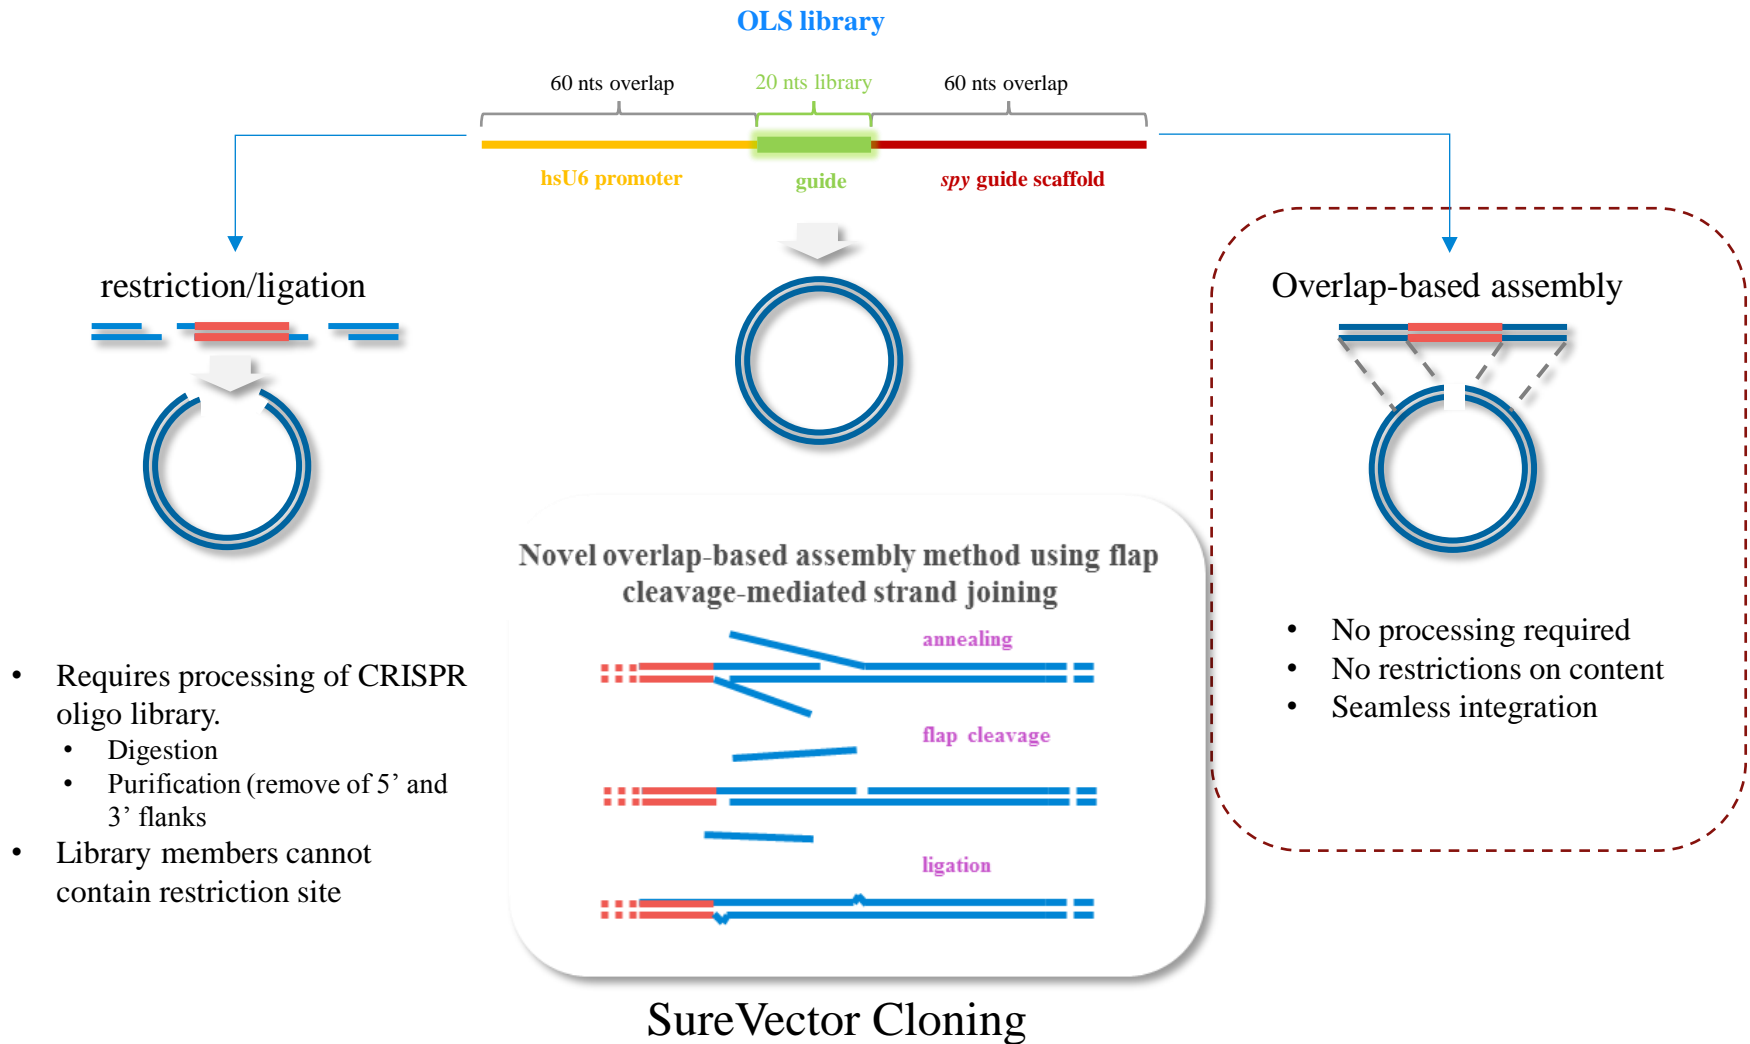 OLS library
60 nts overlap
20 nts library
60 nts overlap
hsU6 promoter
guide
spy guide scaffold
restriction/ligation
Overlap-based assembly
Novel overlap-based assembly method using flap
cleavage-mediated strand joining
annealing
flap cleavage
ligation
• Requires processing of CRISPR
oligo library.
• Digestion
• Purification (remove of 5’ and
3’ flanks
• Library members cannot
contain restriction site
• No processing required
• No restrictions on content
• Seamless integration
SureVector Cloning